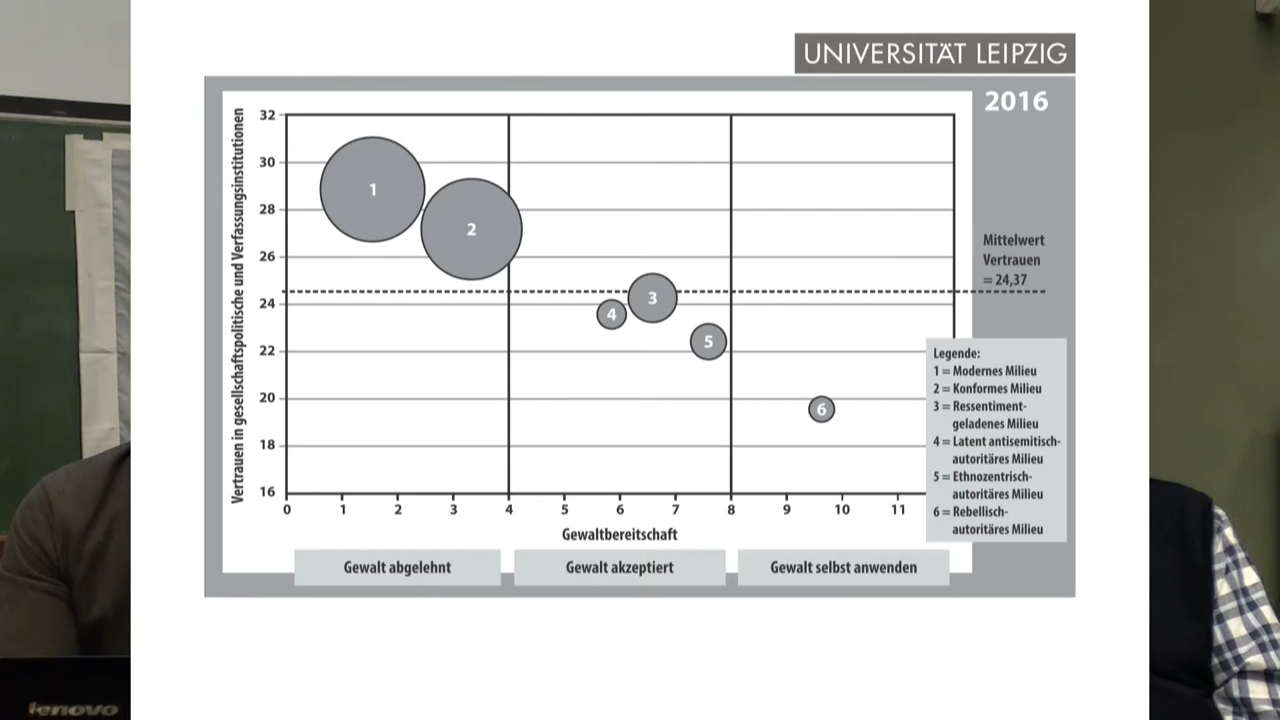 UNIVERSITÄT LEIPZIG
2016
Vertrauen in gesellschaftspolitische und Verfassungsinstitutionen
32
30
28
26
24
22
20
18
16
1
2
3
4
5
6
Mittelwert
Vertrauen
= 24,37
Legende:
1 = Modernes Milieu
2 = Konformes Milieu
3 = Ressentiment-
geladenes Milieu
4 = Latent antisemitisch-
autoritäres Milieu
5 = Ethnozentrisch-
autoritäres Milieu
6 = Rebellisch-
autoritäres Milieu
0 1 2 3 4 5 6 7 8 9 10 11
Gewaltbereitschaft
Gewalt abgelehnt Gewalt akzeptiert Gewalt selbst anwenden
lenovo